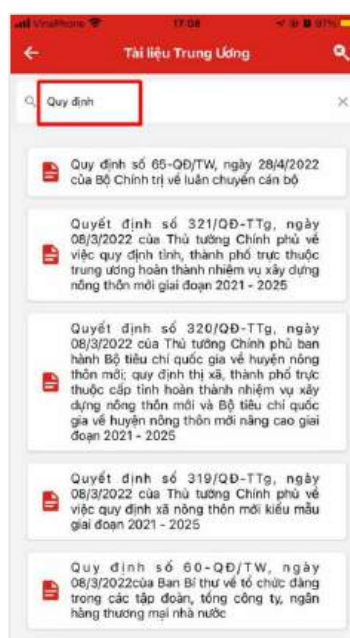 VinaPhone 17:08 97%
Tài liệu Trung Ương
Quy định
Quy định số 65-QĐ/TW, ngày 28/4/2022
của Bộ Chính trị về luân chuyển cán bộ
Quyết định số 321/QĐ-TTg, ngày
08/3/2022 của Thủ tướng Chính phủ về
việc quy định tỉnh, thành phố trực thuộc
trung ương hoàn thành nhiệm vụ xây dựng
nông thôn mới giai đoạn 2021 - 2025
Quyết định số 320/QĐ-TTg, ngày
08/3/2022 của Thủ tướng Chính phủ ban
hành Bộ tiêu chí quốc gia về huyện nông
thôn mới; quy định thị xã, thành phố trực
thuộc cấp tỉnh hoàn thành nhiệm vụ xây
dựng nông thôn mới và Bộ tiêu chí quốc
gia về huyện nông thôn mới nâng cao giai
đoạn 2021 - 2025
Quyết định số 319/QĐ-TTg, ngày
08/3/2022 của Thủ tướng Chính phủ về
việc quy định xã nông thôn mới kiểu mẫu
giai đoạn 2021 - 2025
Quy định số 60-QĐ/TW, ngày
08/3/2022của Ban Bí thư về tổ chức đảng
trong các tập đoàn, tổng công ty, ngân
hàng thương mại nhà nước